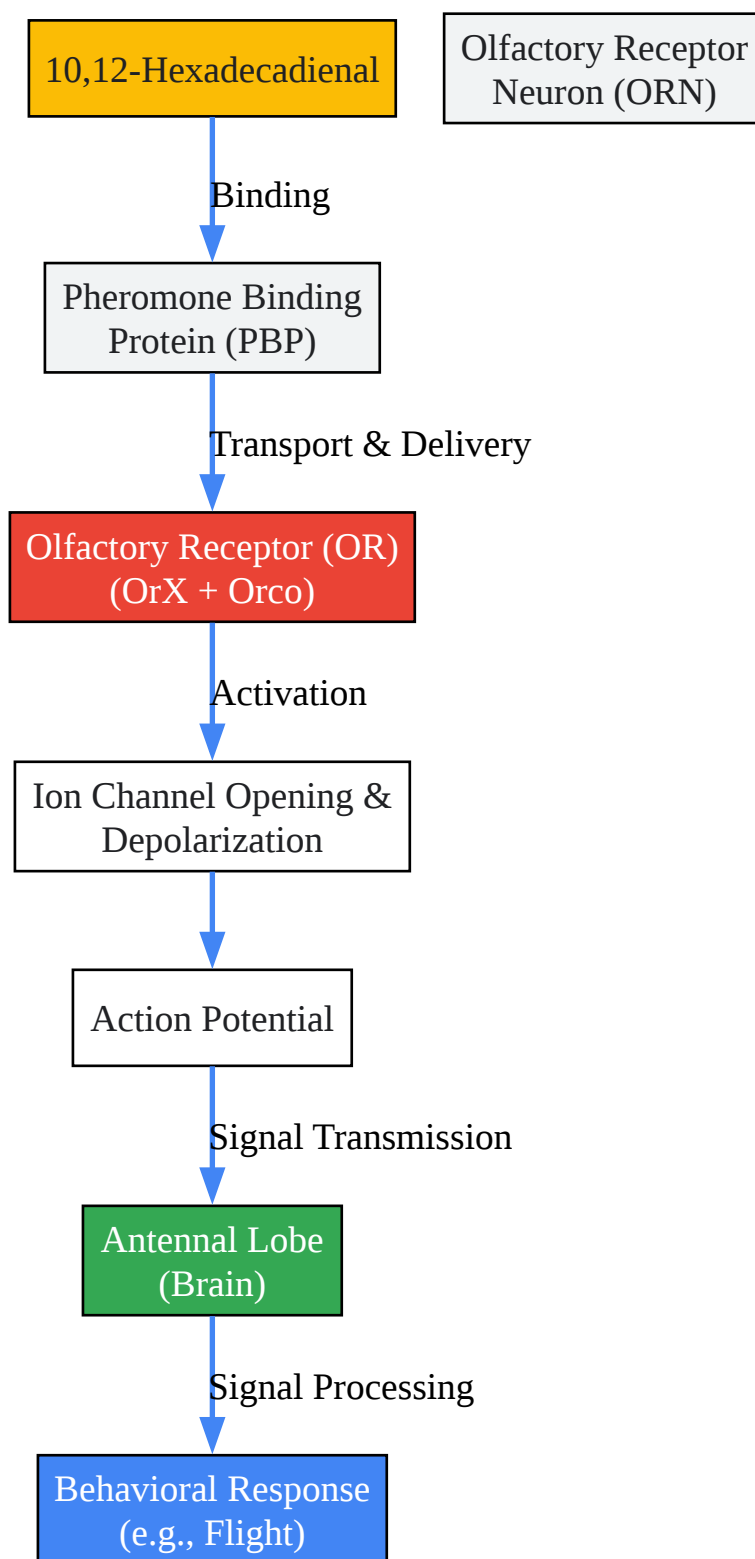 10,12-Hexadecadienal
Olfactory Receptor
Neuron (ORN)
Binding
Pheromone Binding
Protein (PBP)
Transport & Delivery
Olfactory Receptor (OR)
(OrX + Orco)
Activation
Ion Channel Opening &
Depolarization
Action Potential
Signal Transmission
Antennal Lobe
(Brain)
Signal Processing
Behavioral Response
(e.g., Flight)